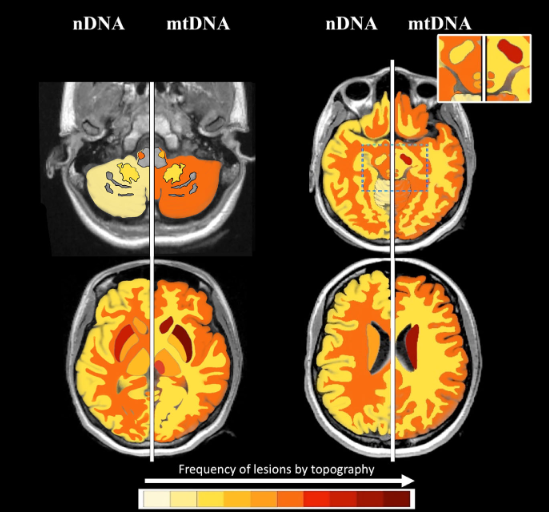 nDNA mtDNA nDNA mtDNA
Frequency of lesions by topography